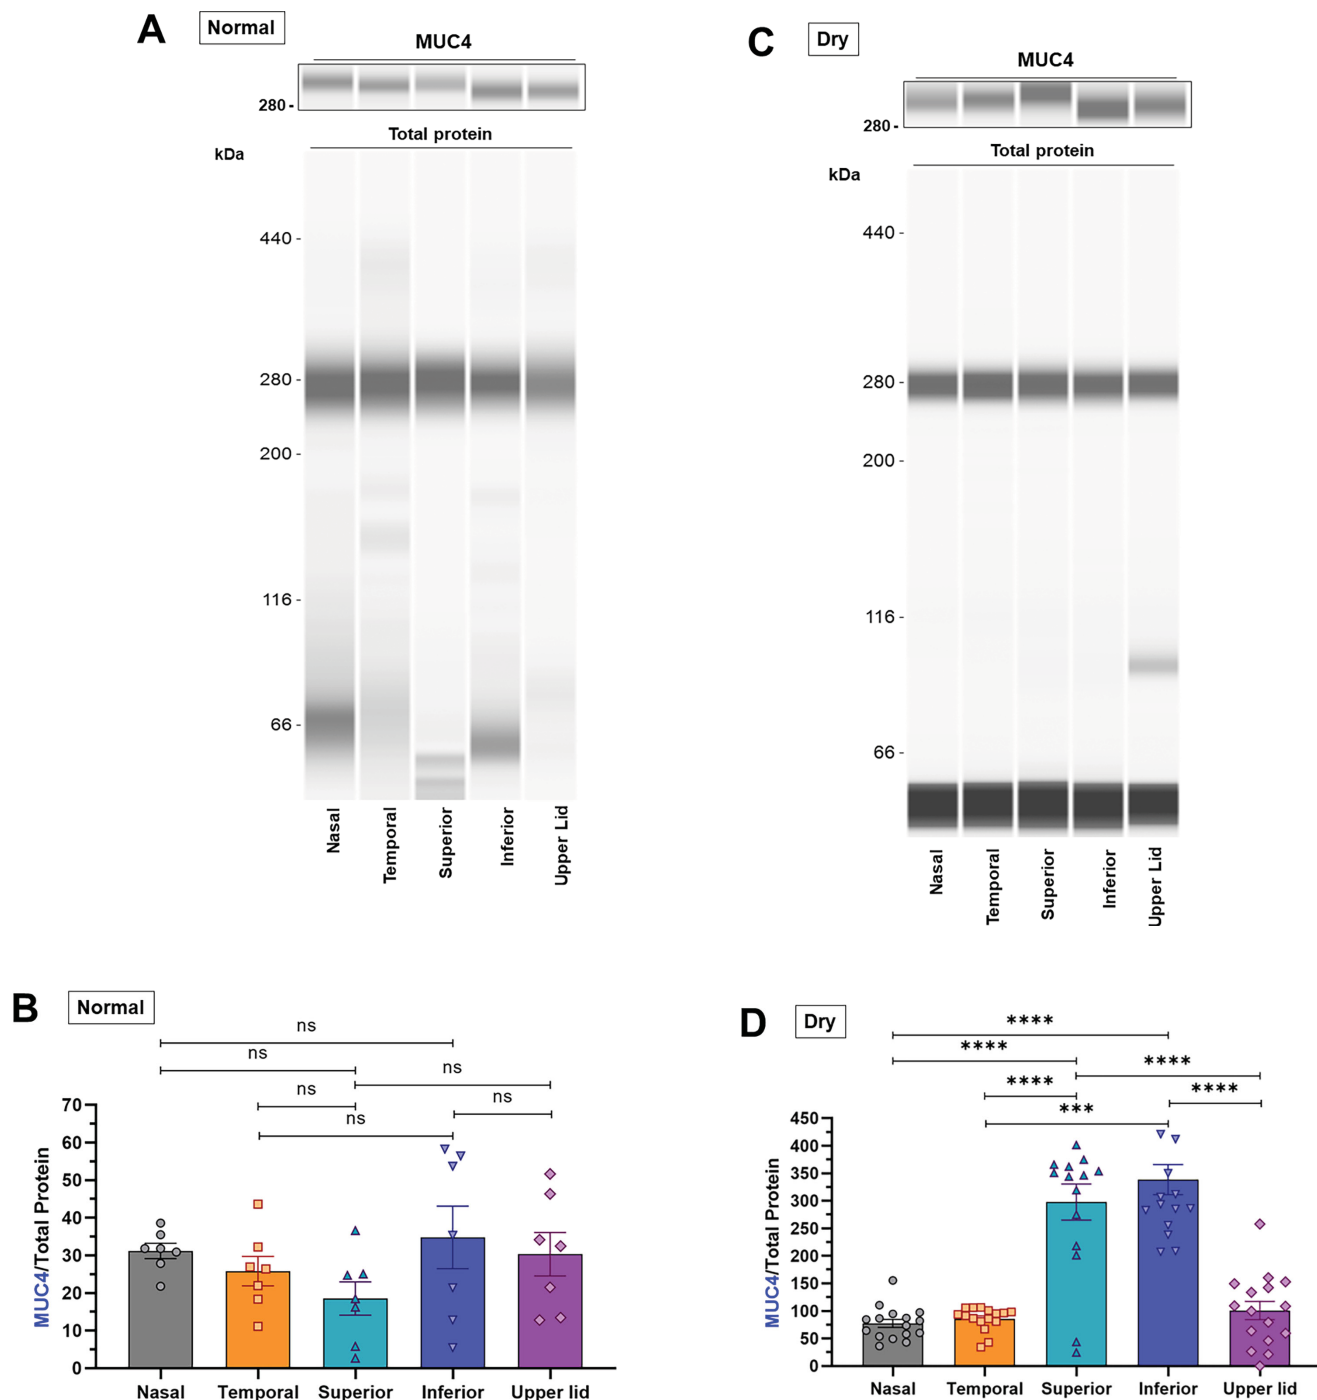 A
Normal
MUC4
280 -
Total protein
kDa
440 -
280 -
200 -
116 -
66 -
Nasal
Temporal
Superior
Inferior
Upper Lid
C
Dry
MUC4
280 -
Total protein
kDa
440 -
280 -
200 -
116 -
66 -
Nasal
Temporal
Superior
Inferior
Upper Lid
B
Normal
ns
ns
ns
ns
ns
ns
MUC4/Total Protein
70
60
50
40
30
20
10
0
Nasal
Temporal
Superior
Inferior
Upper lid
D
Dry
****
****
****
****
****
***
MUC4/Total Protein
450
400
350
300
250
200
150
100
50
0
Nasal
Temporal
Superior
Inferior
Upper lid